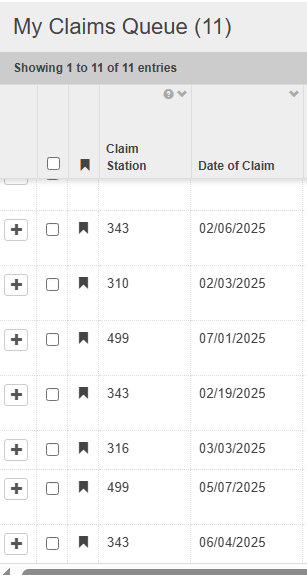 My Claims Queue (11)
Showing 1 to 11 of 11 entries
Claim
Station
Date of Claim
343 02/06/2025
310 02/03/2025
499 07/01/2025
343 02/19/2025
316 03/03/2025
499 05/07/2025
343 06/04/2025